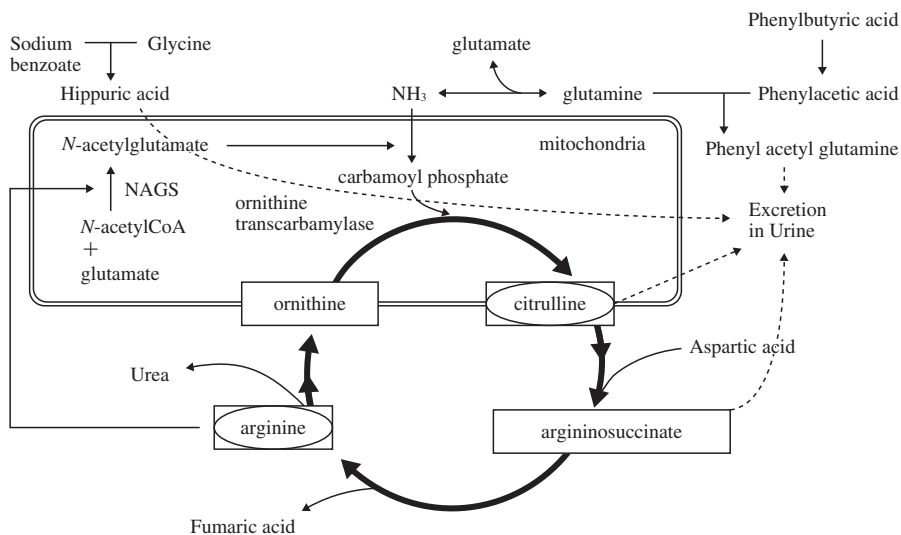 Phenylbutyric acid
Sodium
benzoate
Glycine
glutamate
Hippuric acid
NH₃
glutamine
Phenylacetic acid
N-acetylglutamate
mitochondria
Phenyl acetyl glutamine
carbamoyl phosphate
NAGS
ornithine
transcarbamylase
N-acetylCoA
+
glutamate
Excretion
in Urine
ornithine
citrulline
Aspartic acid
Urea
arginine
argininosuccinate
Fumaric acid